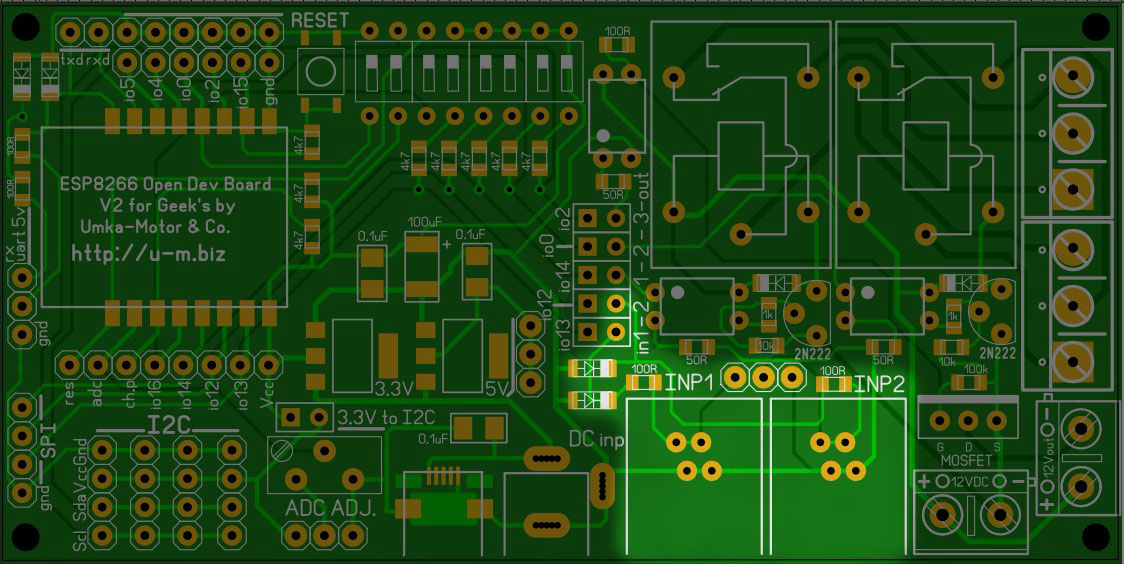 RESET
txd rxd
io5
io4
io0
io2
io15
gnd
100R
100R
4k7
4k7
4k7
4k7
4k7
4k7
4k7
4k7
100R
50R
ESP8266 Open Dev Board
V2 for Geek's by
Umka-Motor & Co.
http://u-m.biz
rx
uart 5v
gnd
0.1uF
100uF
+
0.1uF
io2
io0
io14
io12
io13
in1-2
1-2-3-out
3.3V
5V
50R
1k
10k
2N222
50R
1k
10k
2N222
100k
res
adc
chp
io16
io14
io12
io13
Vcc
SPI
gnd
I2C
Gnd
Vcc
Sda
Scl
3.3V to I2C
0.1uF
ADC ADJ.
DC inp
100R
INP1
100R
INP2
G D S
MOSFET
+ 12VDC -
- 12Vout +